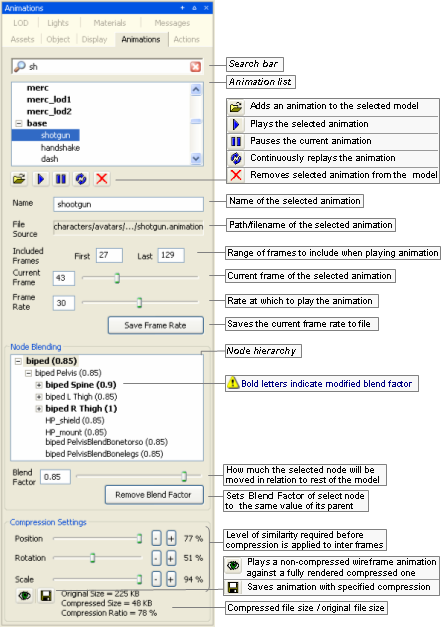 Animations
LOD Lights Materials Messages
Assets Object Display Animations Actions
sh
Search bar
Animation list
merc
merc_lod1
merc_lod2
base
shotgun
handshake
dash
Adds an animation to the selected model
Plays the selected animation
Pauses the current animation
Continuously replays the animation
Removes selected animation from the model
Name shootgun
Name of the selected animation
File Source characters/avatars/.../shotgun.animation
Path/filename of the selected animation
Included Frames First 27 Last 129
Range of frames to include when playing animation
Current Frame 43
Current frame of the selected animation
Frame Rate 30
Rate at which to play the animation
Save Frame Rate
Saves the current frame rate to file
Node Blending
Node hierarchy
biped (0.85)
biped Pelvis (0.85)
biped Spine (0.9)
Bold letters indicate modified blend factor
biped L Thigh (0.85)
biped R Thigh (1)
HP_shield (0.85)
HP_mount (0.85)
biped PelvisBlendBonetorso (0.85)
biped PelvisBlendBonelegs (0.85)
Blend Factor 0.85
How much the selected node will be
moved in relation to rest of the model
Remove Blend Factor
Sets Blend Factor of select node
to the same value of its parent
Compression Settings
Position - + 77 %
Rotation - + 51 %
Scale - + 94 %
Level of similarity required before
compression is applied to inter frames
Plays a non-compressed wireframe animation
against a fully rendered compressed one
Saves animation with specified compression
Original Size = 225 KB
Compressed Size = 48 KB
Compression Ratio = 78 %
Compressed file size / original file size